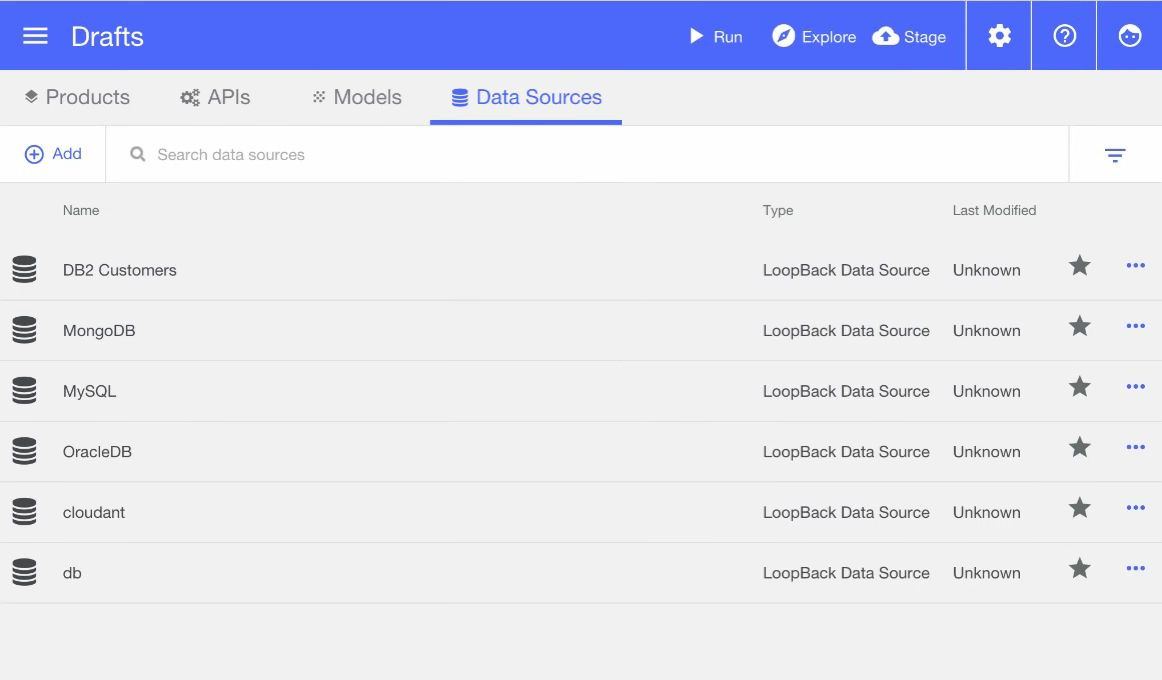 Drafts Run Explore Stage
Products APIs Models Data Sources
Add Search data sources
Name Type Last Modified
DB2 Customers LoopBack Data Source Unknown
MongoDB LoopBack Data Source Unknown
MySQL LoopBack Data Source Unknown
OracleDB LoopBack Data Source Unknown
cloudant LoopBack Data Source Unknown
db LoopBack Data Source Unknown